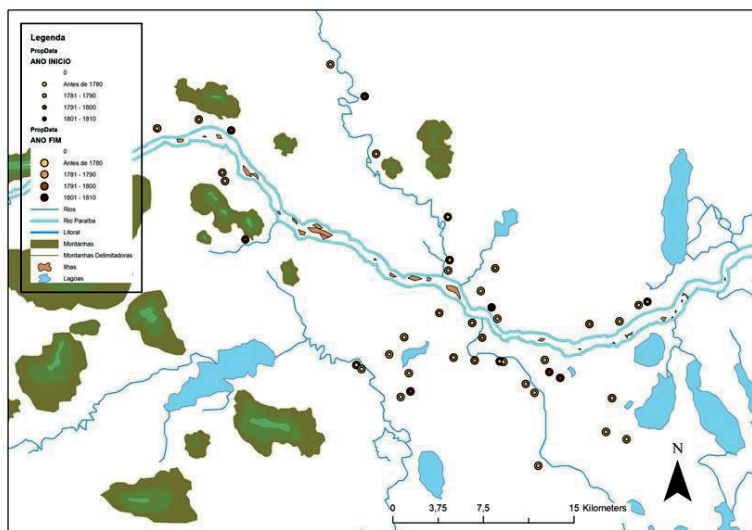 Legenda
PropData
ANO INICIO
0
Antes de 1780
1781 - 1790
1791 - 1800
1801 - 1810
PropData
ANO FIM
0
Antes de 1780
1781 - 1790
1791 - 1800
1801 - 1810
Rios
Rio Paraíba
Litoral
Montanhas
Montanhas Delimitadoras
Ilhas
Lagoas
N
0 3,75 7,5 15 Kilometers